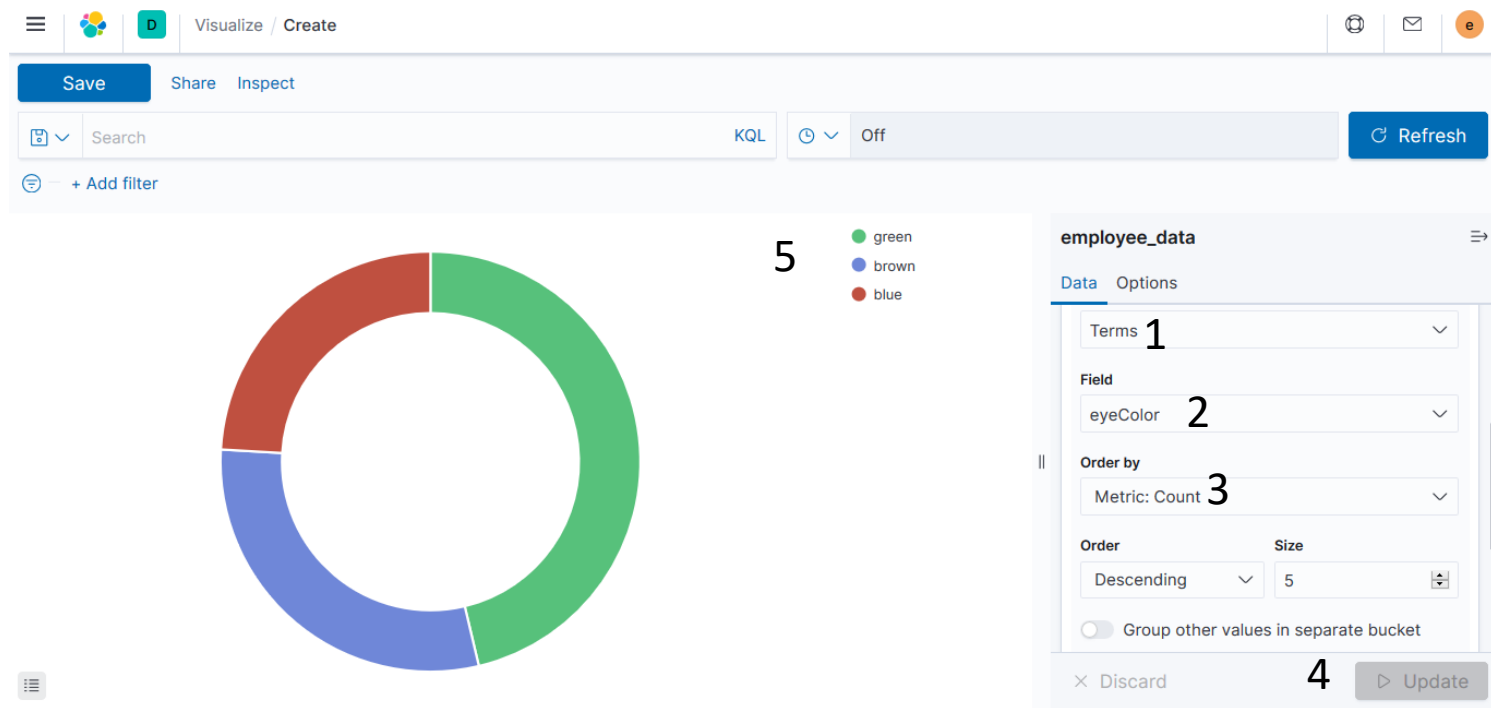 D Visualize / Create e
Save Share Inspect
Search KQL Off Refresh
+ Add filter
5
green
brown
blue
employee_data
Data Options
Terms 1
Field
eyeColor 2
Order by
Metric: Count 3
Order Size
Descending 5
Group other values in separate bucket
× Discard 4 Update